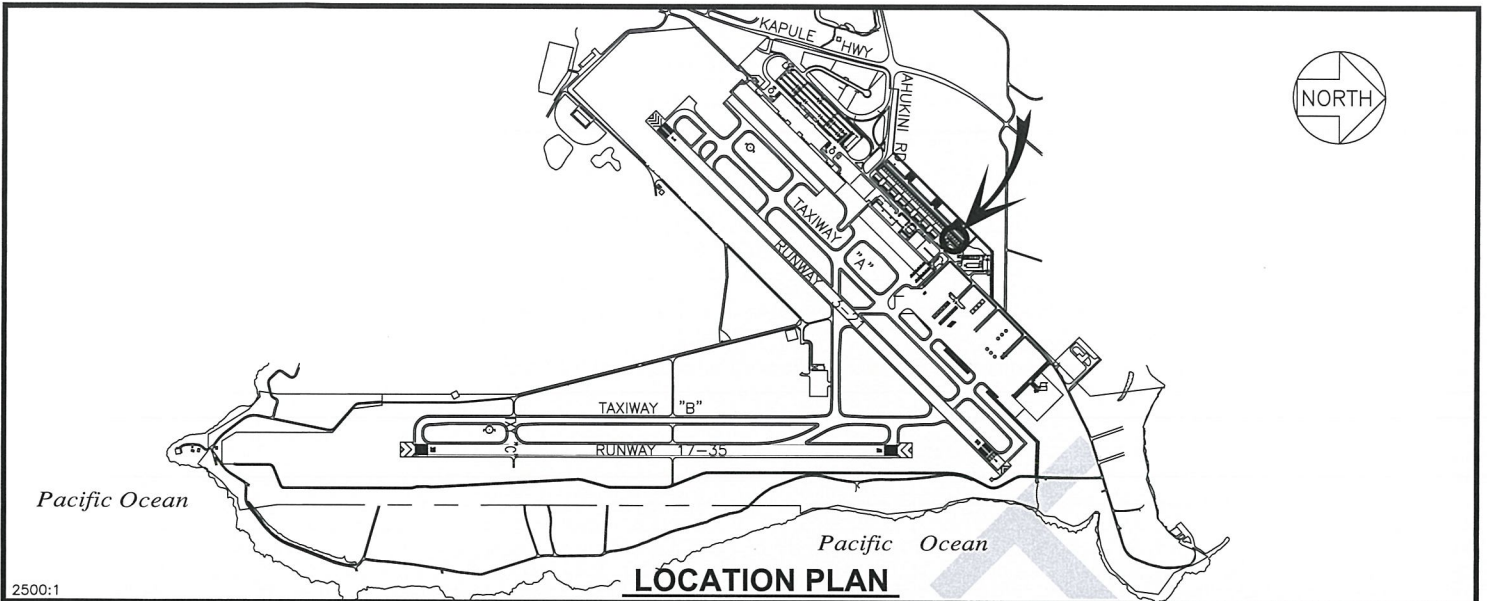 KAPULE HWY
AHUKINI RD
NORTH
TAXIWAY "A"
RUNWAY
TAXIWAY "B"
RUNWAY 17-35
Pacific Ocean
Pacific Ocean
LOCATION PLAN
2500:1